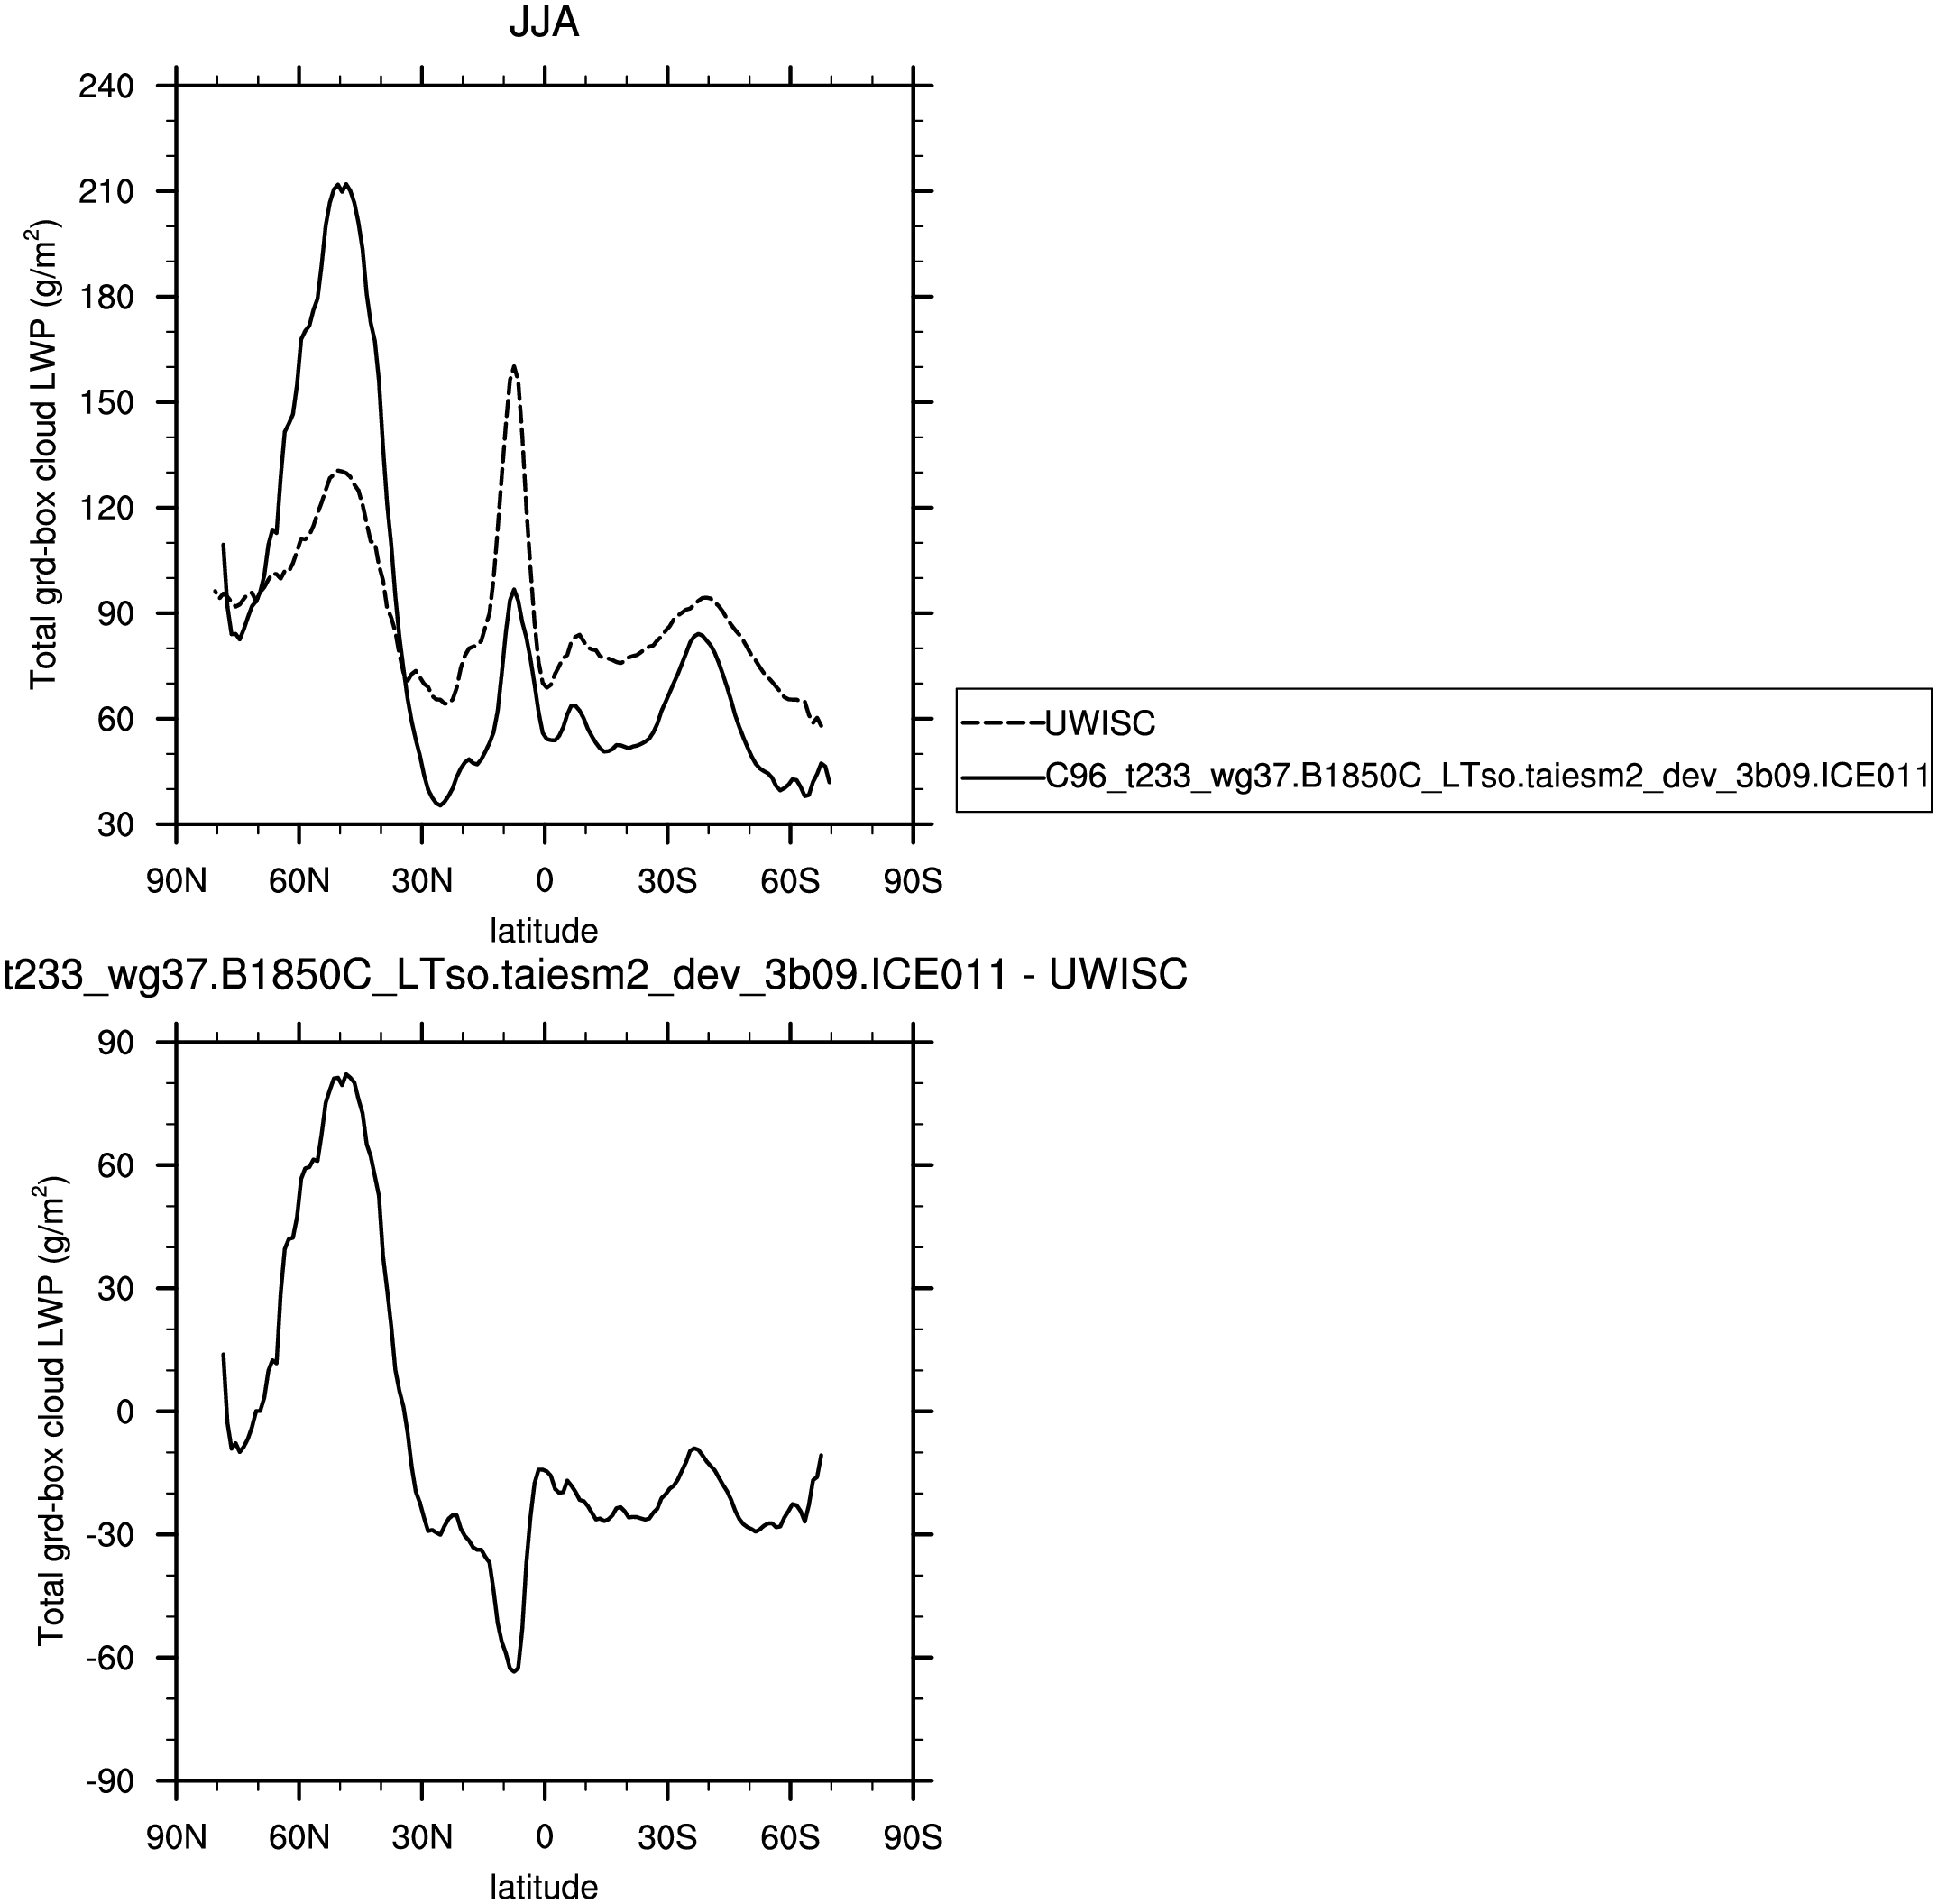 JJA
Total grd-box cloud LWP (g/m²)
240
210
180
150
120
90
60
30
90N 60N 30N 0 30S 60S 90S
latitude
UWISC
C96_t233_wg37.B1850C_LTso.taiesm2_dev_3b09.ICE011
t233_wg37.B1850C_LTso.taiesm2_dev_3b09.ICE011 - UWISC
Total grd-box cloud LWP (g/m²)
90
60
30
0
-30
-60
-90
90N 60N 30N 0 30S 60S 90S
latitude